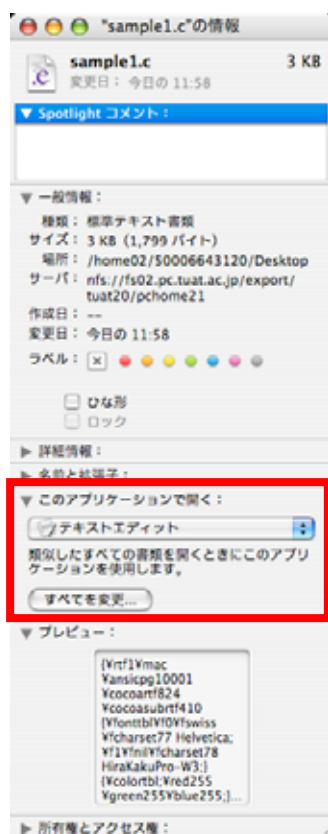 "sample1.c"の情報
sample1.c 3 KB
変更日： 今日の 11:58
▼ Spotlight コメント：
▼ 一般情報：
種類： 標準テキスト書類
サイズ： 3 KB（1,799 バイト）
場所： /home02/50006643120/Desktop
サーバ： nfs://fs02.pc.tuat.ac.jp/export/
tuat20/pchome21
作成日： --
変更日： 今日の 11:58
ラベル：
ひな形
ロック
▶ 詳細情報：
▶ 名前と拡張子：
▼ このアプリケーションで開く：
テキストエディット
類似したすべての書類を開くときにこのアプリ
ケーションを使用します。
すべてを変更...
▼ プレビュー：
{¥rtf1¥mac
¥ansicpg10001
¥cocoartf824
¥cocoasubrtf410
{¥fonttbl¥f0¥fswiss
¥fcharset77 Helvetica;
¥f1¥fnil¥fcharset78
HiraKakuPro-W3;}
{¥colortbl;¥red255
¥green255¥blue255;}...
▶ 所有権とアクセス権：